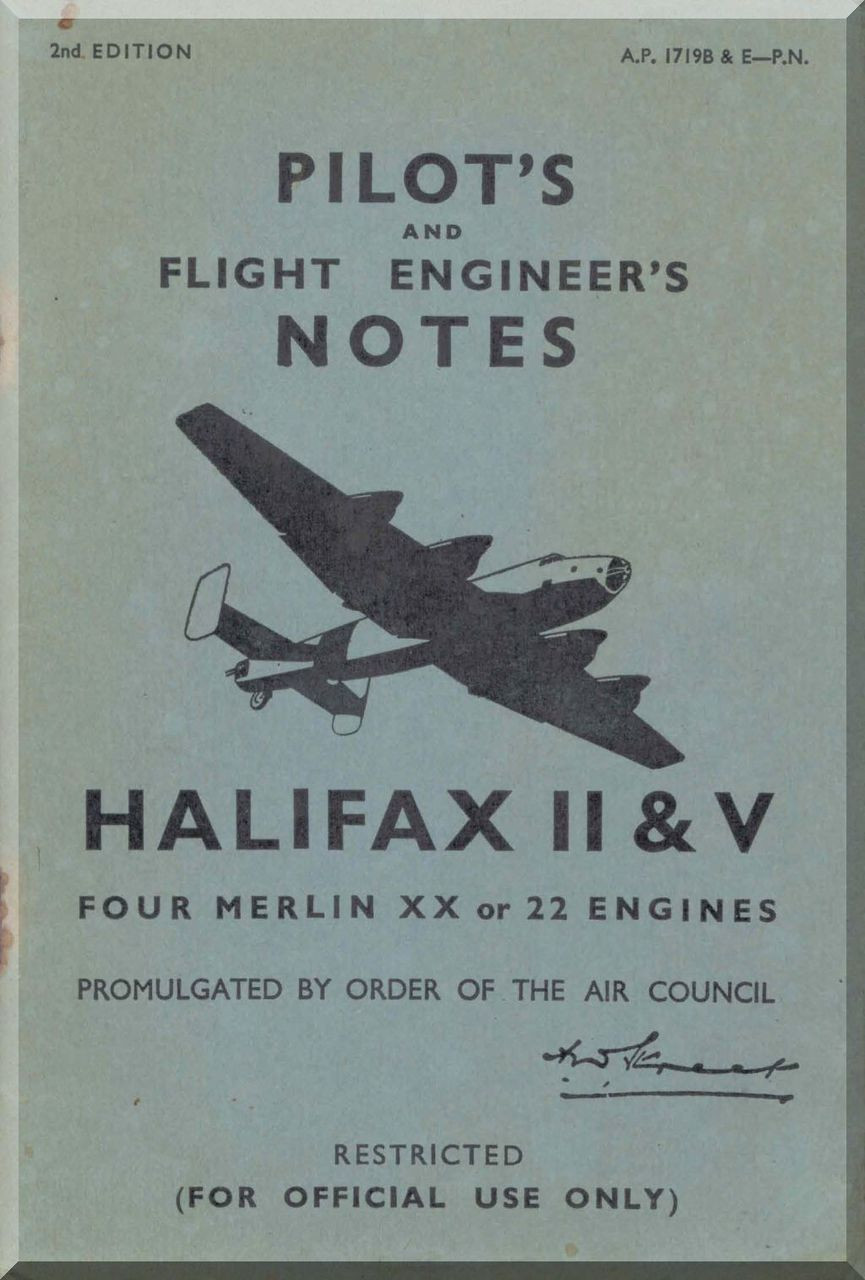 2nd. EDITION
A.P. 1719B & E—P.N.
PILOT'S
AND
FLIGHT ENGINEER'S
NOTES
HALIFAX II & V
FOUR MERLIN XX or 22 ENGINES
PROMULGATED BY ORDER OF THE AIR COUNCIL
RESTRICTED
(FOR OFFICIAL USE ONLY)